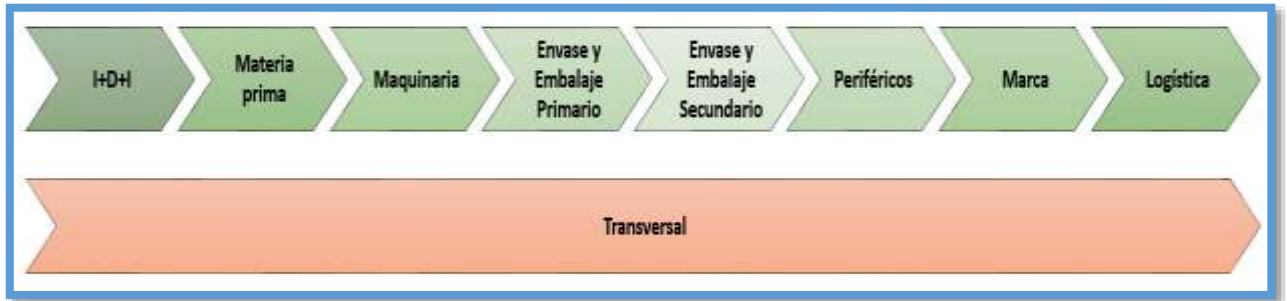 I+D+I
Materia
prima
Maquinaria
Envase y
Embalaje
Primario
Envase y
Embalaje
Secundario
Periféricos
Marca
Logística
Transversal